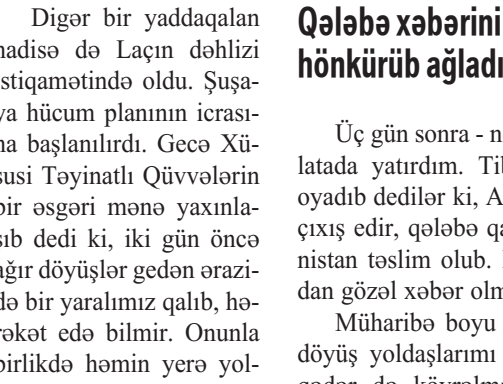 Digər bir yaddaqalan
hadisə də Laçın dəhlizi
istiqamətində oldu. Şuşa-
ya hücum planının icrası-
na başlanılırdı. Gecə Xü-
susi Təyinatlı Qüvvələrin
bir əsgəri mənə yaxınla-
şıb dedi ki, iki gün öncə
ağır döyüşlər gedən ərazi-
də bir yaralımız qalıb, hə-
rəkət edə bilmir. Onunla
birlikdə həmin yerə yol-
Qələbə xəbərini
hönkürüb ağladı
Üç gün sonra - n
latada yatırdım. Tib
oyadıb dedilər ki, A
çıxış edir, qələbə qa
nistan təslim olub.
dan gözəl xəbər olm
Müharibə boyu
döyüş yoldaşlarımı